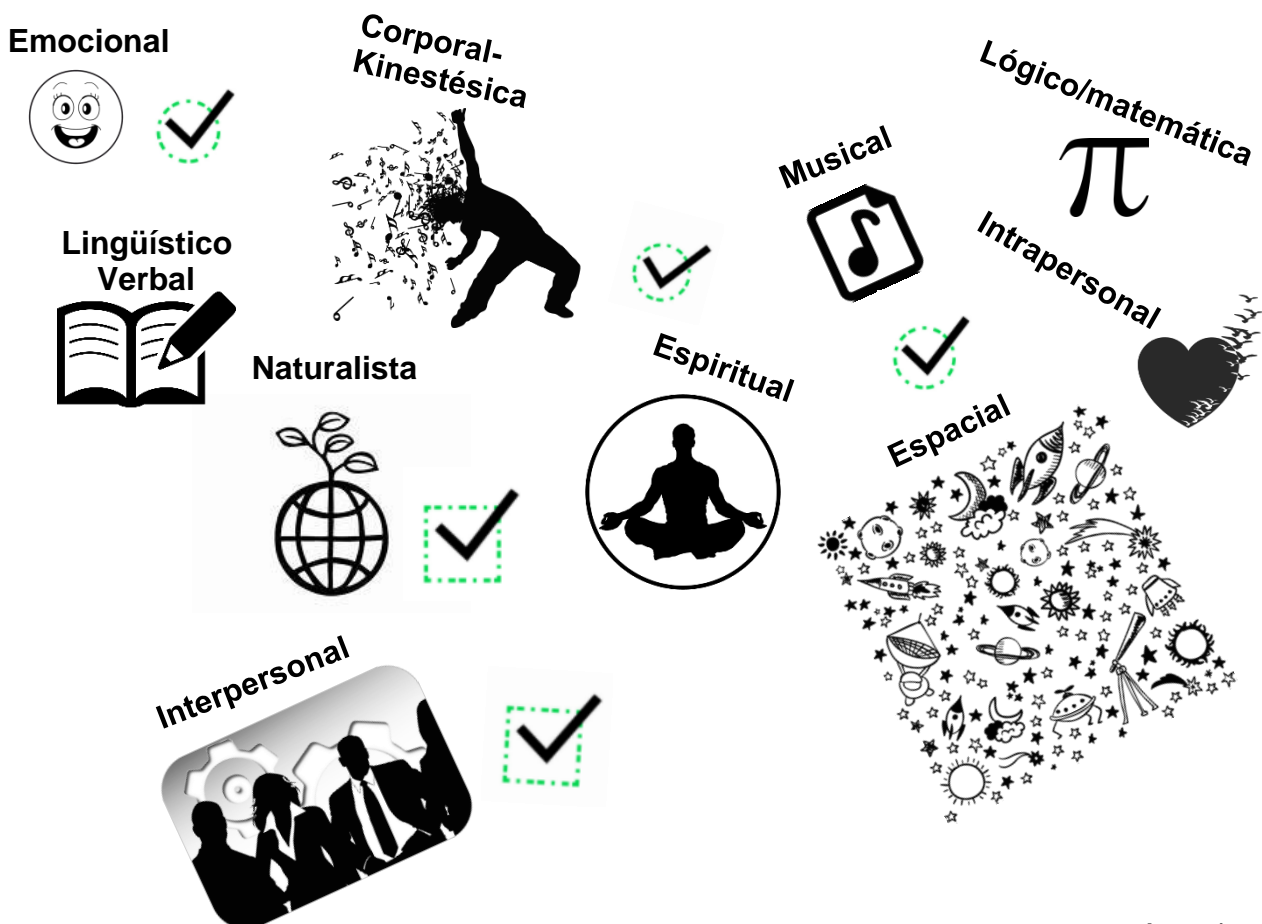 Emocional
Corporal-
Kinestésica
Lógico/matemática
Musical
Lingüístico
Verbal
Intrapersonal
Naturalista
Espiritual
Espacial
Interpersonal